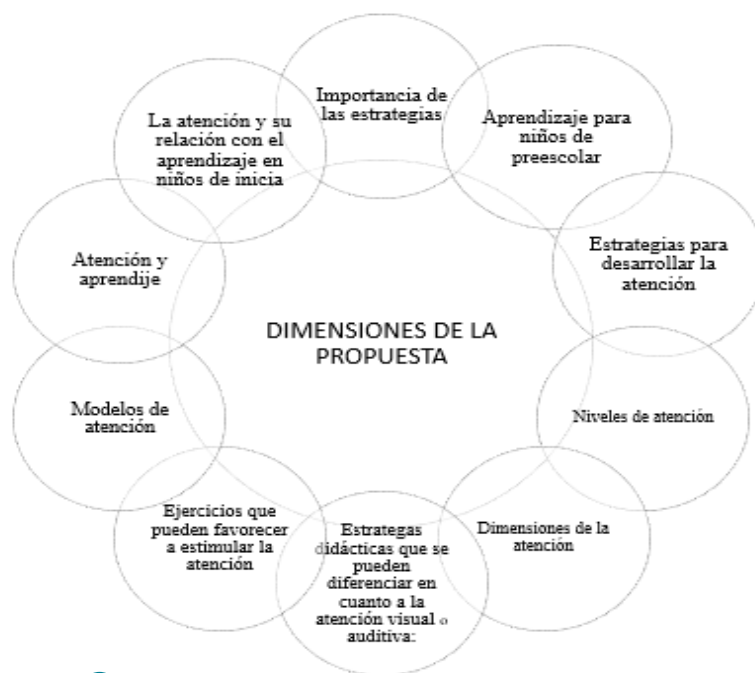 Importancia de
las estrategias
Aprendizaje para
niños de
preescolar
Estrategias para
desarrollar la
atención
Niveles de atención
Dimensiones de la
atención
Estrategas
didácticas que se
pueden
diferenciar en
cuanto a la
atención visual o
auditiva:
Ejercicios que
pueden favorecer
a estimular la
atención
Modelos de
atención
Atención y
aprendije
La atención y su
relación con el
aprendizaje en
niños de inicia
DIMENSIONES DE LA
PROPUESTA